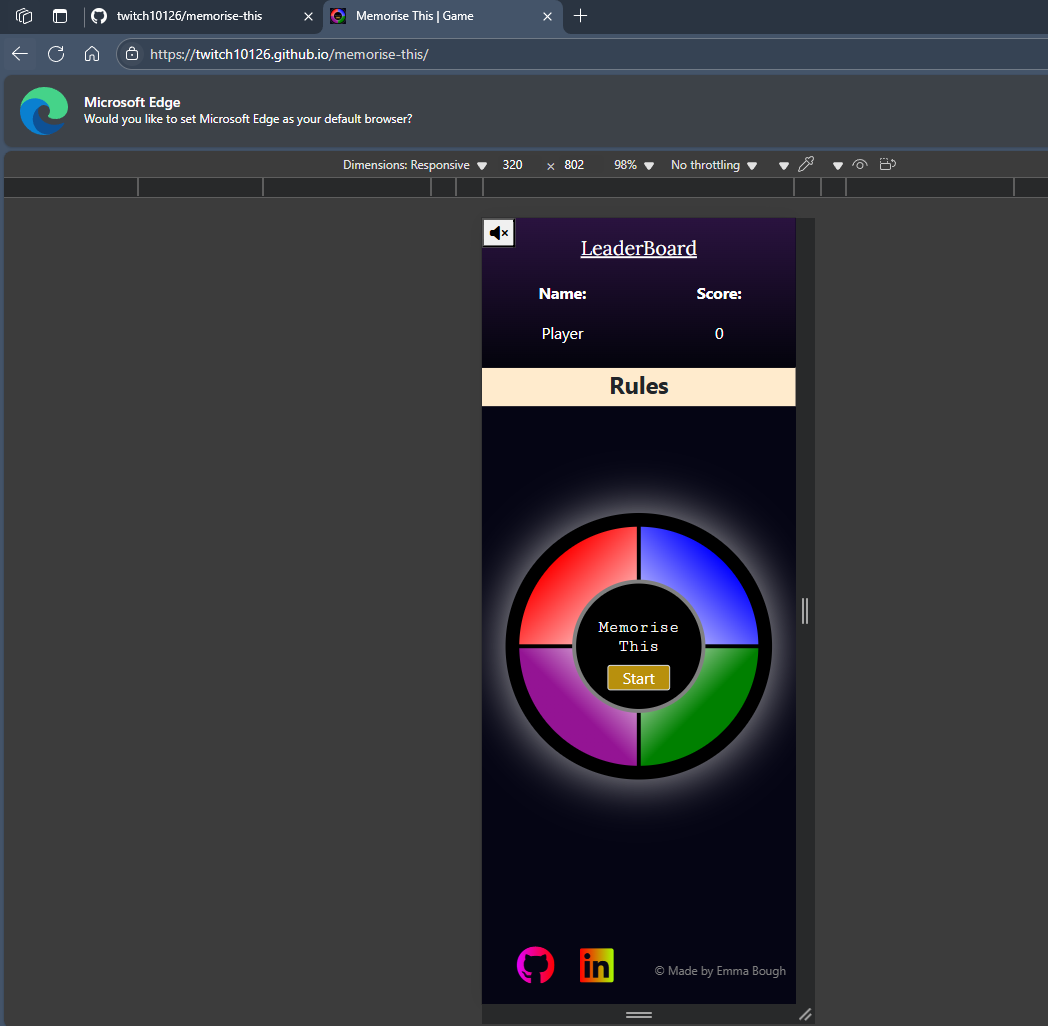 twitch10126/memorise-this
Memorise This | Game
https://twitch10126.github.io/memorise-this/
Microsoft Edge
Would you like to set Microsoft Edge as your default browser?
Dimensions: Responsive 320 × 802 98% No throttling
LeaderBoard
Name: Score:
Player 0
Rules
Memorise
This
Start
in © Made by Emma Bough